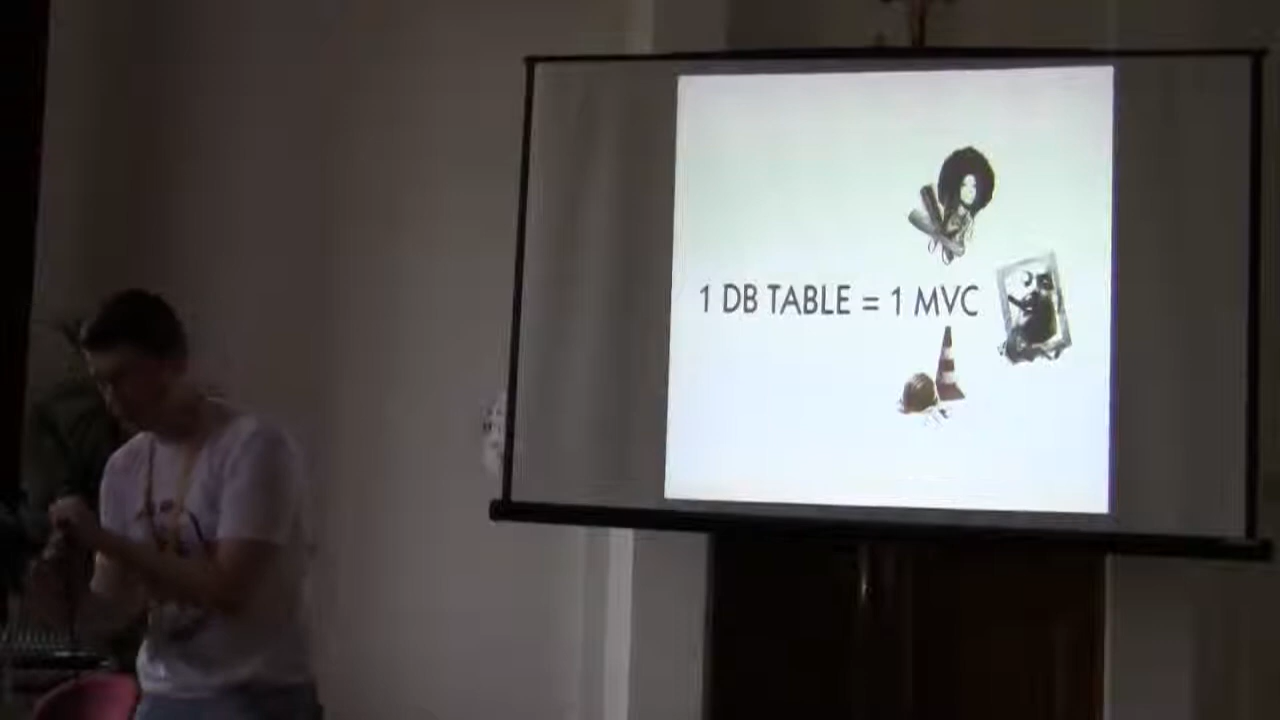 1 DB TABLE = 1 MVC